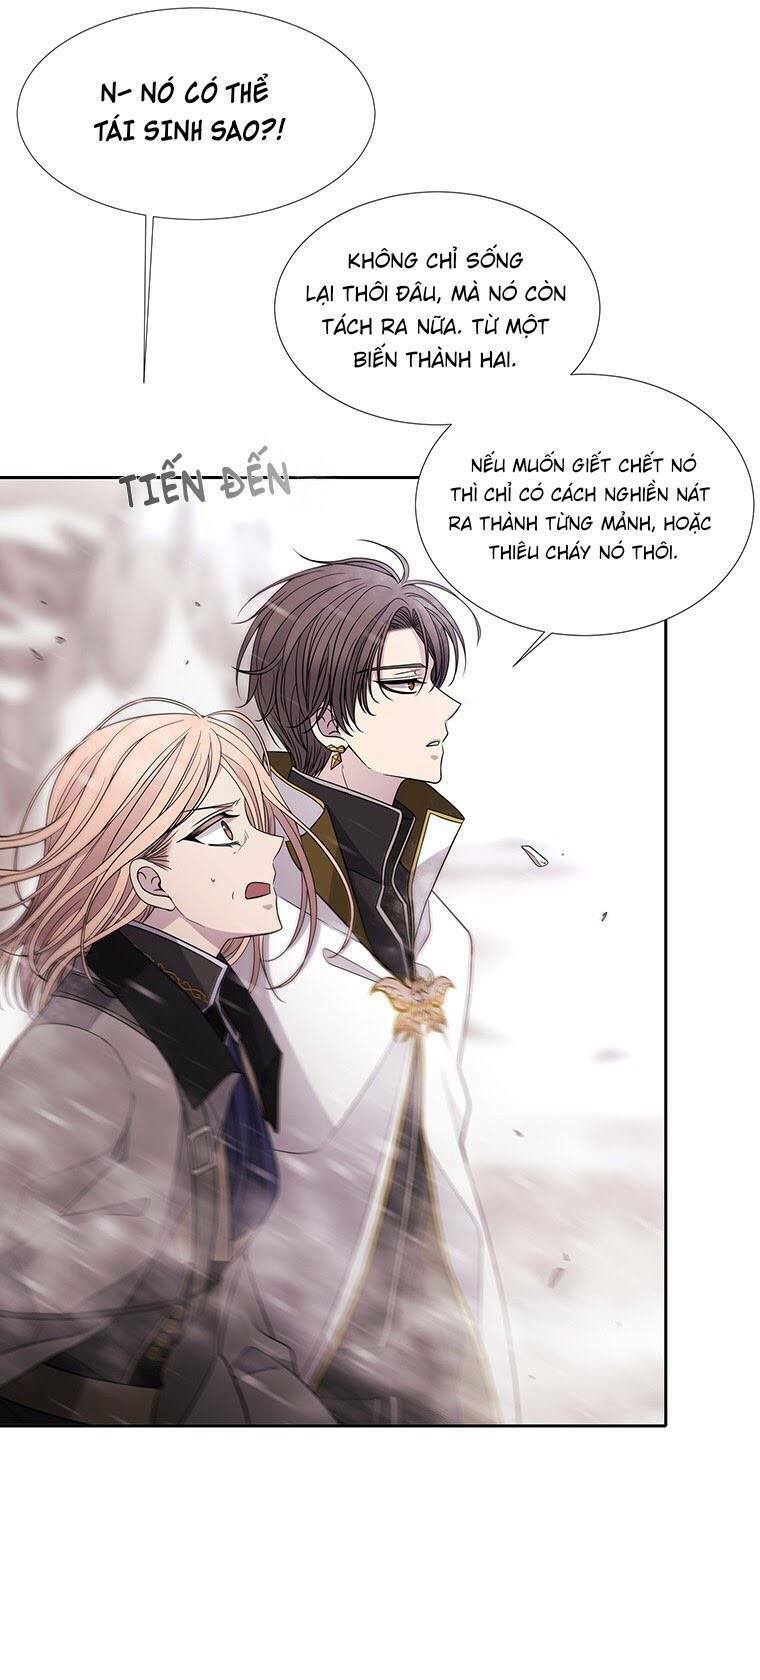 N- NÓ CÓ THỂ
TÁI SINH SAO?!
KHÔNG CHỈ SỐNG
LẠI THÔI ĐÂU, MÀ NÓ CÒN
TÁCH RA NỮA. TỪ MỘT
BIẾN THÀNH HAI.
TIẾN ĐẾN
NẾU MUỐN GIẾT CHẾT NÓ
THÌ CHỈ CÓ CÁCH NGHIỀN NÁT
RA THÀNH TỪNG MẢNH, HOẶC
THIÊU CHÁY NÓ THÔI.